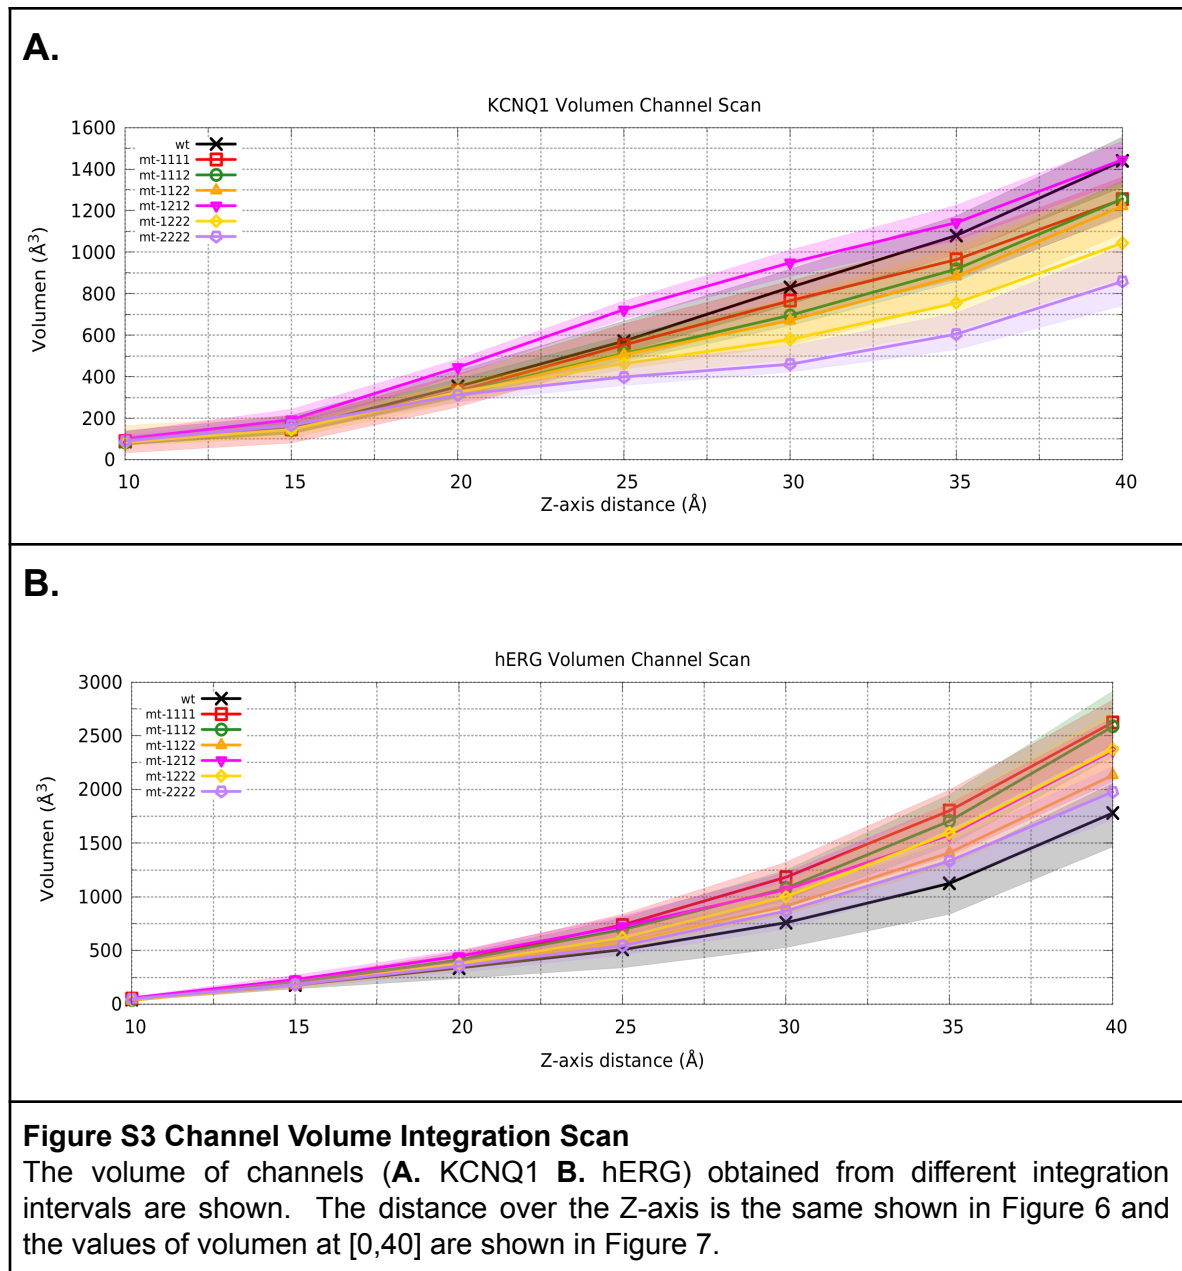 A.
KCNQ1 Volumen Channel Scan
1600
1400
1200
1000
800
600
400
200
0
Volumen (Å³)
wt
mt-1111
mt-1112
mt-1122
mt-1212
mt-1222
mt-2222
10 15 20 25 30 35 40
Z-axis distance (Å)
B.
hERG Volumen Channel Scan
3000
2500
2000
1500
1000
500
0
Volumen (Å³)
wt
mt-1111
mt-1112
mt-1122
mt-1212
mt-1222
mt-2222
10 15 20 25 30 35 40
Z-axis distance (Å)
Figure S3 Channel Volume Integration Scan
The volume of channels (A. KCNQ1 B. hERG) obtained from different integration
intervals are shown. The distance over the Z-axis is the same shown in Figure 6 and
the values of volumen at [0,40] are shown in Figure 7.